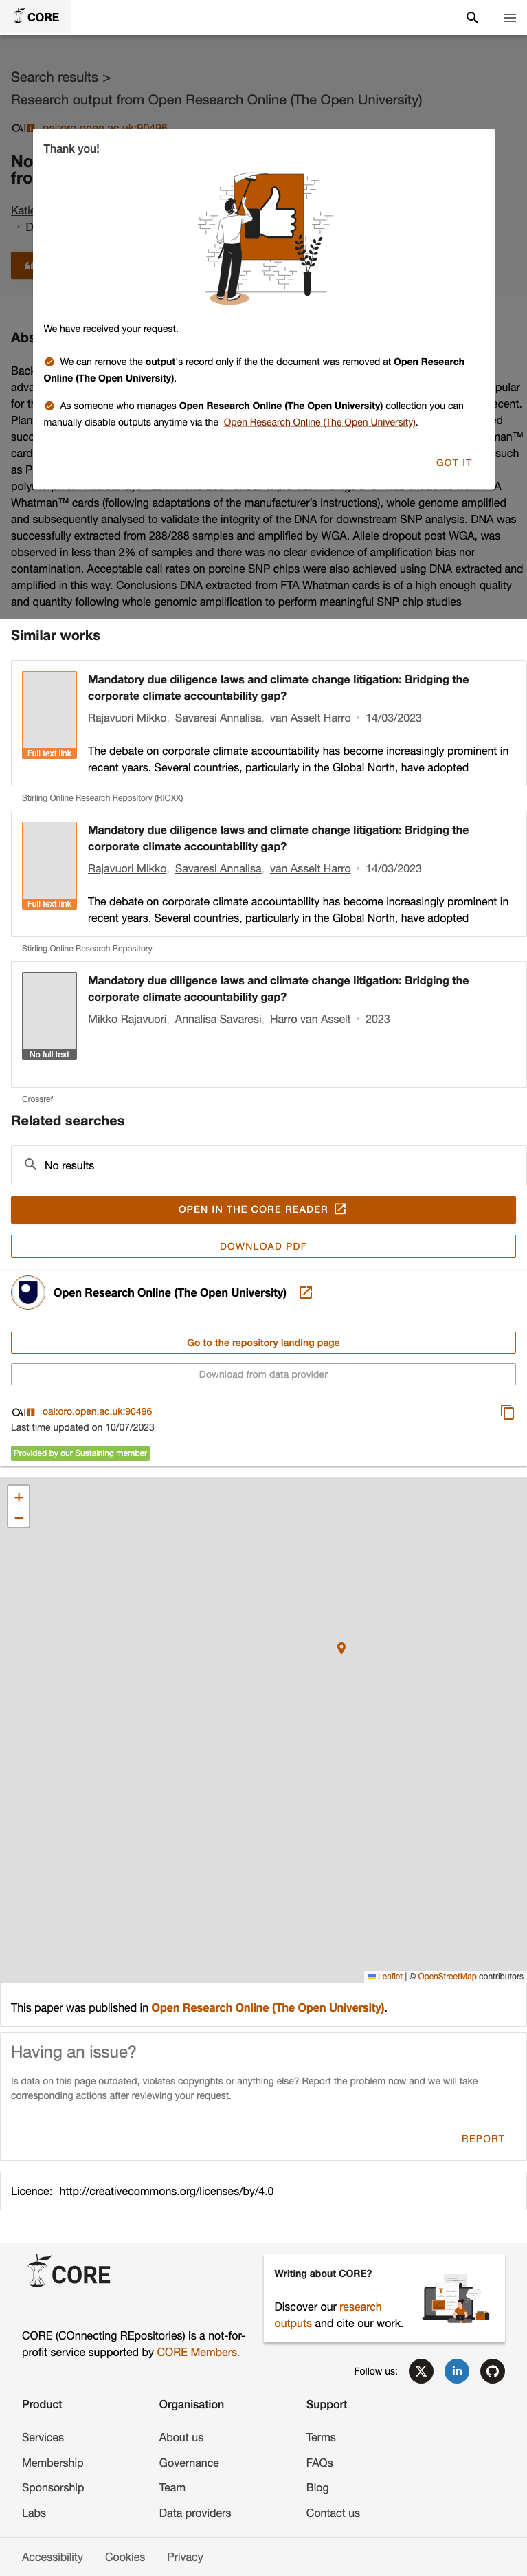 CORE
Search results >
Research output from Open Research Online (The Open University)
oai:oro.open.ac.uk:90496
No
fro
Katie
Thank you!
We have received your request.
We can remove the output's record only if the the document was removed at Open Research
Online (The Open University).
As someone who manages Open Research Online (The Open University) collection you can
manually disable outputs anytime via the Open Research Online (The Open University).
GOT IT
Whatman™ cards (following adaptations of the manufacturer's instructions), whole genome amplified
and subsequently analysed to validate the integrity of the DNA for downstream SNP analysis. DNA was
successfully extracted from 288/288 samples and amplified by WGA. Allele dropout post WGA, was
observed in less than 2% of samples and there was no clear evidence of amplification bias nor
contamination. Acceptable call rates on porcine SNP chips were also achieved using DNA extracted and
amplified in this way. Conclusions DNA extracted from FTA Whatman cards is of a high enough quality
and quantity following whole genomic amplification to perform meaningful SNP chip studies
Similar works
Mandatory due diligence laws and climate change litigation: Bridging the
corporate climate accountability gap?
Rajavuori Mikko, Savaresi Annalisa, van Asselt Harro • 14/03/2023
Full text link
The debate on corporate climate accountability has become increasingly prominent in
recent years. Several countries, particularly in the Global North, have adopted
Stirling Online Research Repository (RIOXX)
Mandatory due diligence laws and climate change litigation: Bridging the
corporate climate accountability gap?
Rajavuori Mikko, Savaresi Annalisa, van Asselt Harro • 14/03/2023
Full text link
The debate on corporate climate accountability has become increasingly prominent in
recent years. Several countries, particularly in the Global North, have adopted
Stirling Online Research Repository
Mandatory due diligence laws and climate change litigation: Bridging the
corporate climate accountability gap?
Mikko Rajavuori, Annalisa Savaresi, Harro van Asselt • 2023
No full text
Crossref
Related searches
No results
OPEN IN THE CORE READER
DOWNLOAD PDF
Open Research Online (The Open University)
Go to the repository landing page
Download from data provider
OAI oai:oro.open.ac.uk:90496
Last time updated on 10/07/2023
Provided by our Sustaining member
+
−
Leaflet | © OpenStreetMap contributors
This paper was published in Open Research Online (The Open University).
Having an issue?
Is data on this page outdated, violates copyrights or anything else? Report the problem now and we will take
corresponding actions after reviewing your request.
REPORT
Licence: http://creativecommons.org/licenses/by/4.0
CORE
CORE (COnnecting REpositories) is a not-for-
profit service supported by CORE Members.
Writing about CORE?
Discover our research
outputs and cite our work.
Follow us:
Product
Services
Membership
Sponsorship
Labs
Organisation
About us
Governance
Team
Data providers
Support
Terms
FAQs
Blog
Contact us
Accessibility Cookies Privacy